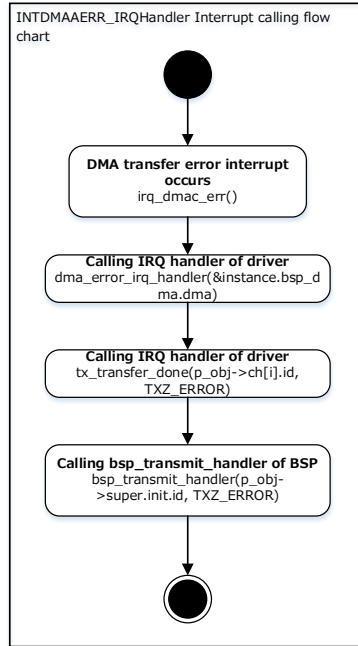 INTDMAAERR_IRQHandler Interrupt calling flow
chart
DMA transfer error interrupt
occurs
irq_dmac_err()
Calling IRQ handler of driver
dma_error_irq_handler(&instance.bsp_d
ma.dma)
Calling IRQ handler of driver
tx_transfer_done(p_obj->ch[i].id,
TXZ_ERROR)
Calling bsp_transmit_handler of BSP
bsp_transmit_handler(p_obj-
>super.init.id, TXZ_ERROR)